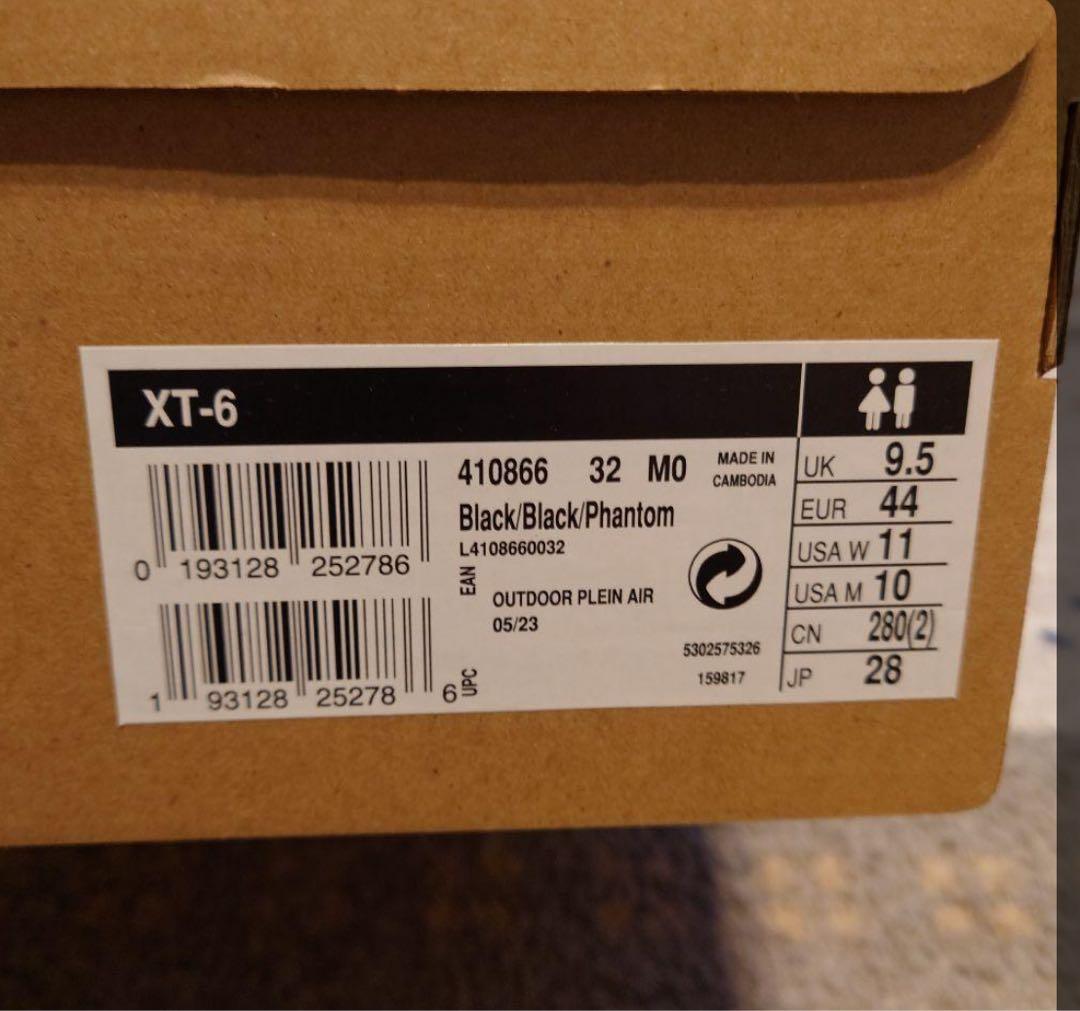 XT-6
410866 32 M0
MADE IN
CAMBODIA
Black/Black/Phantom
L4108660032
0 193128 252786
EAN
OUTDOOR PLEIN AIR
05/23
1 93128 25278 6
UPC
5302575326
159817
UK 9.5
EUR 44
USA W 11
USA M 10
CN 280(2)
JP 28